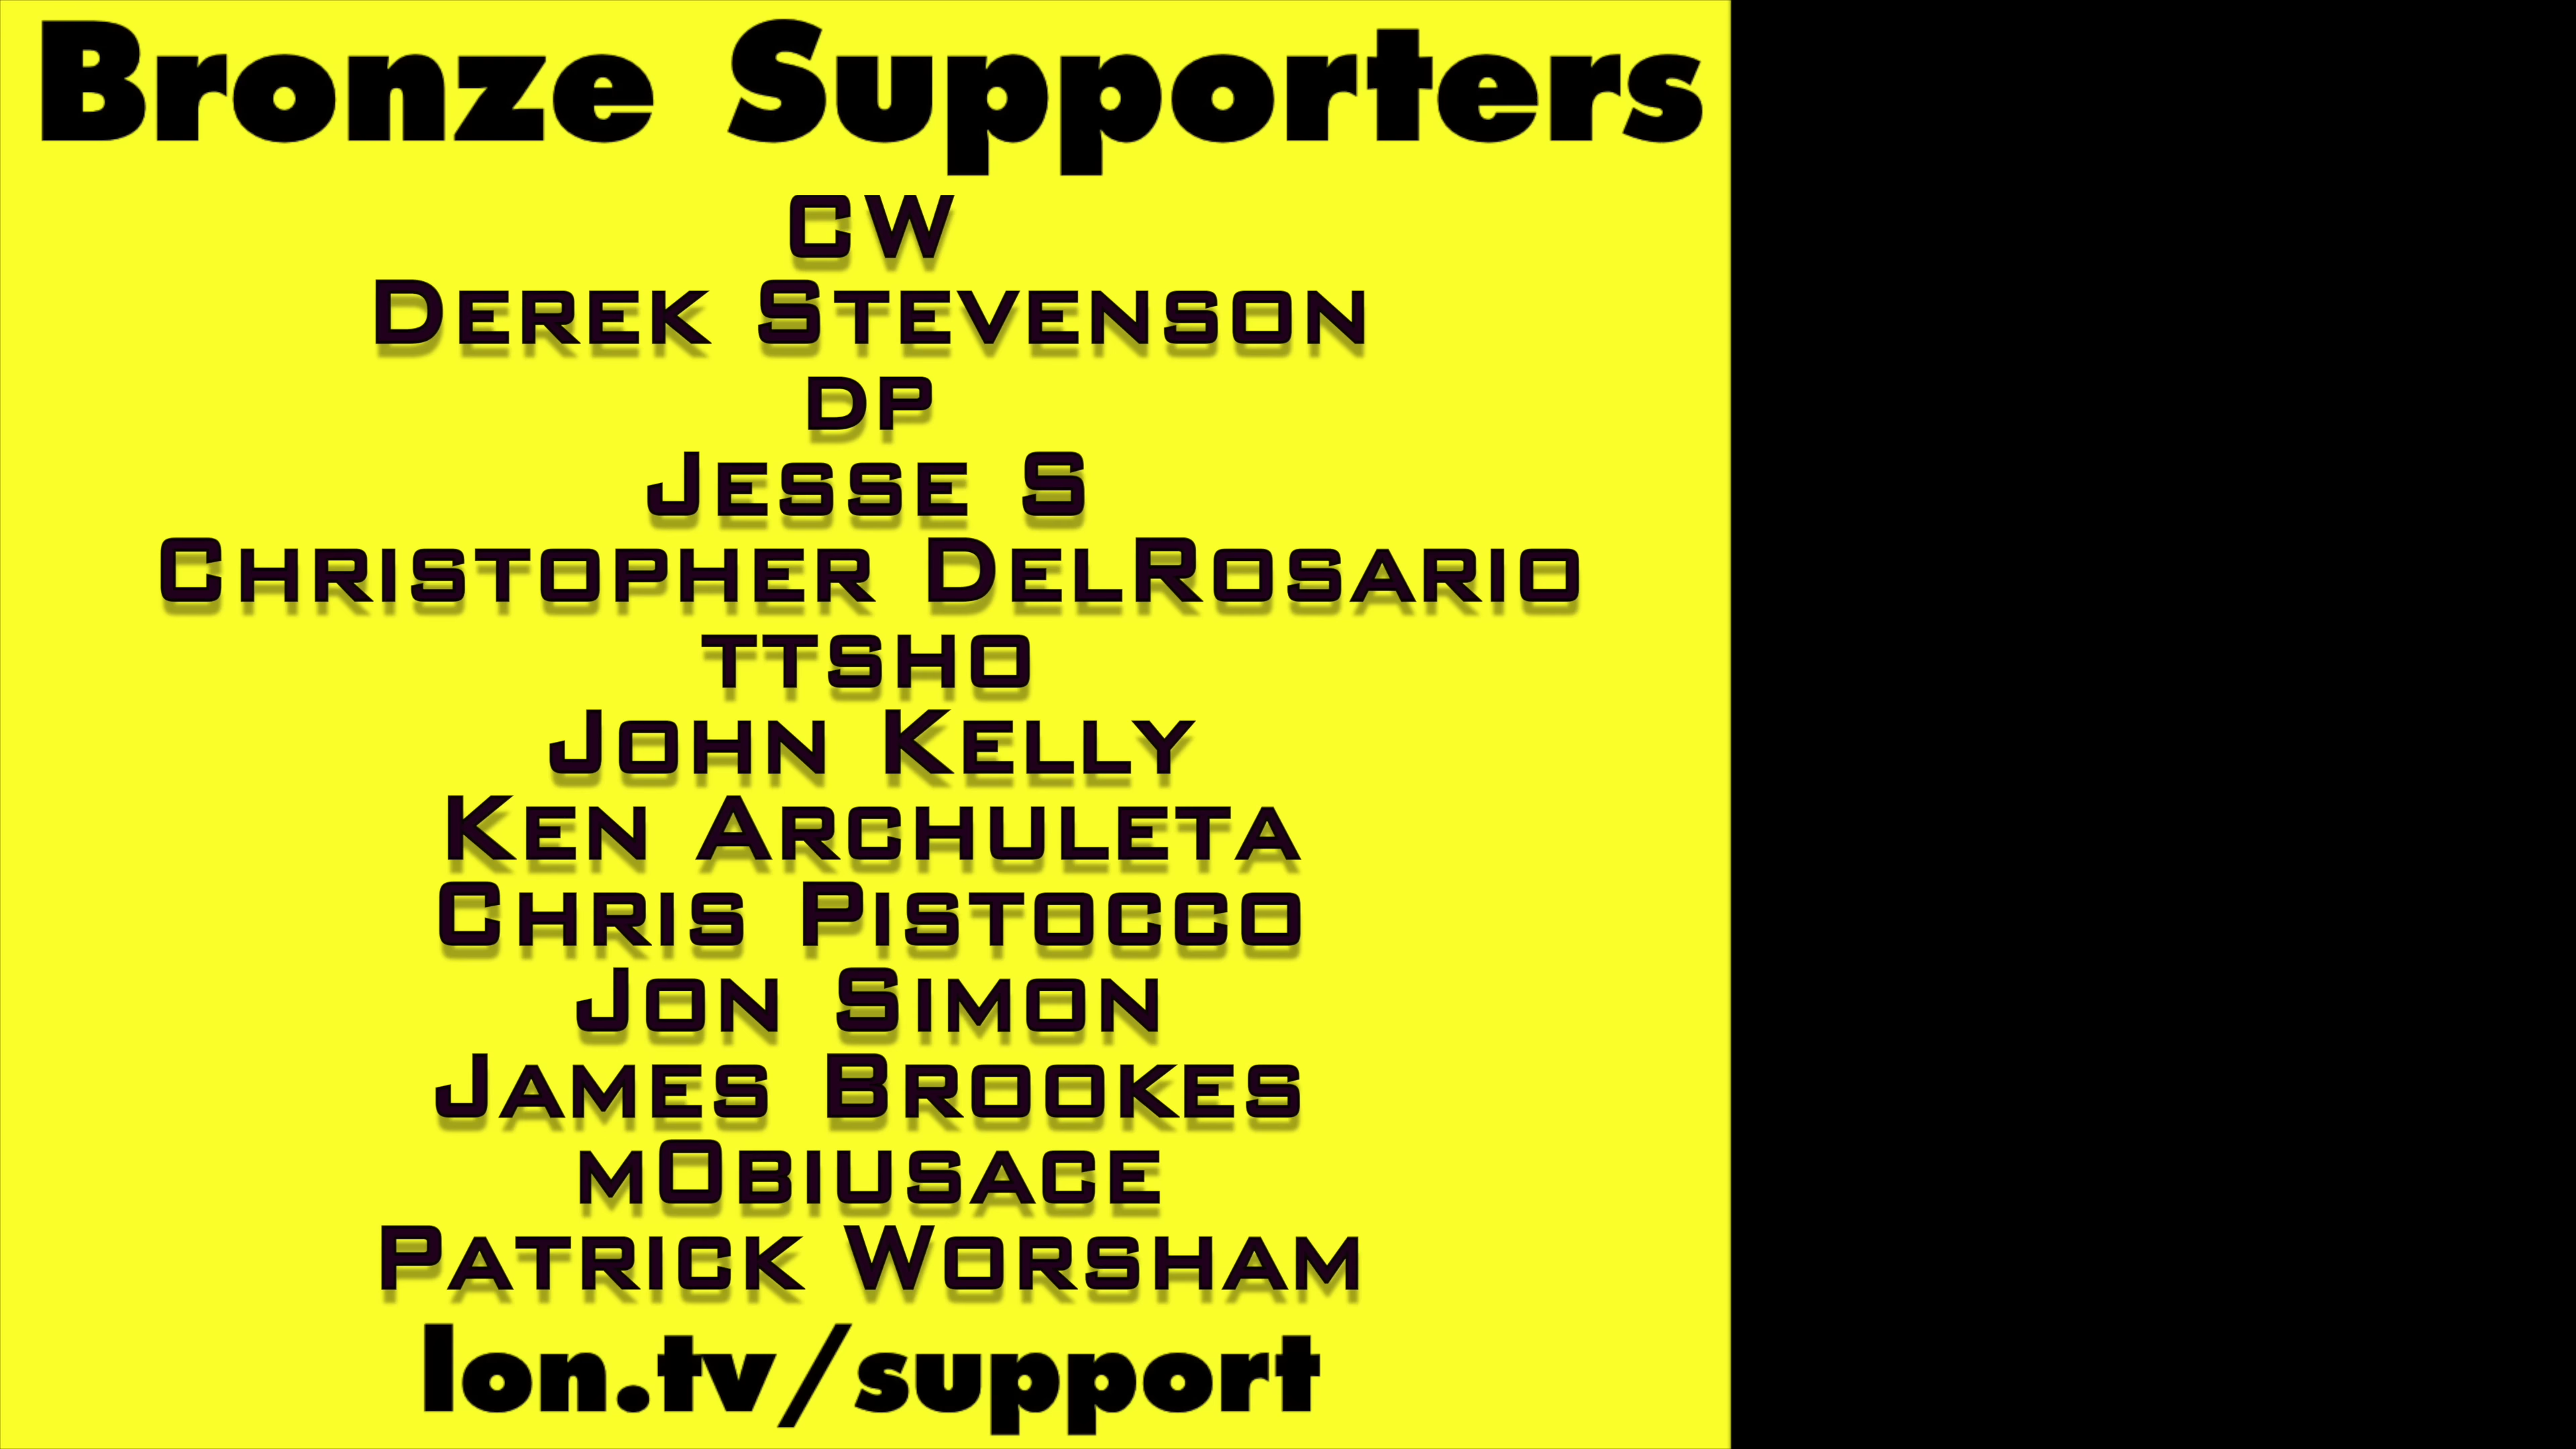 Bronze Supporters
CW
Derek Stevenson
dp
Jesse S
Christopher DelRosario
ttsho
John Kelly
Ken Archuleta
Chris Pistocco
Jon Simon
James Brookes
m0biusace
Patrick Worsham
lon.tv/support